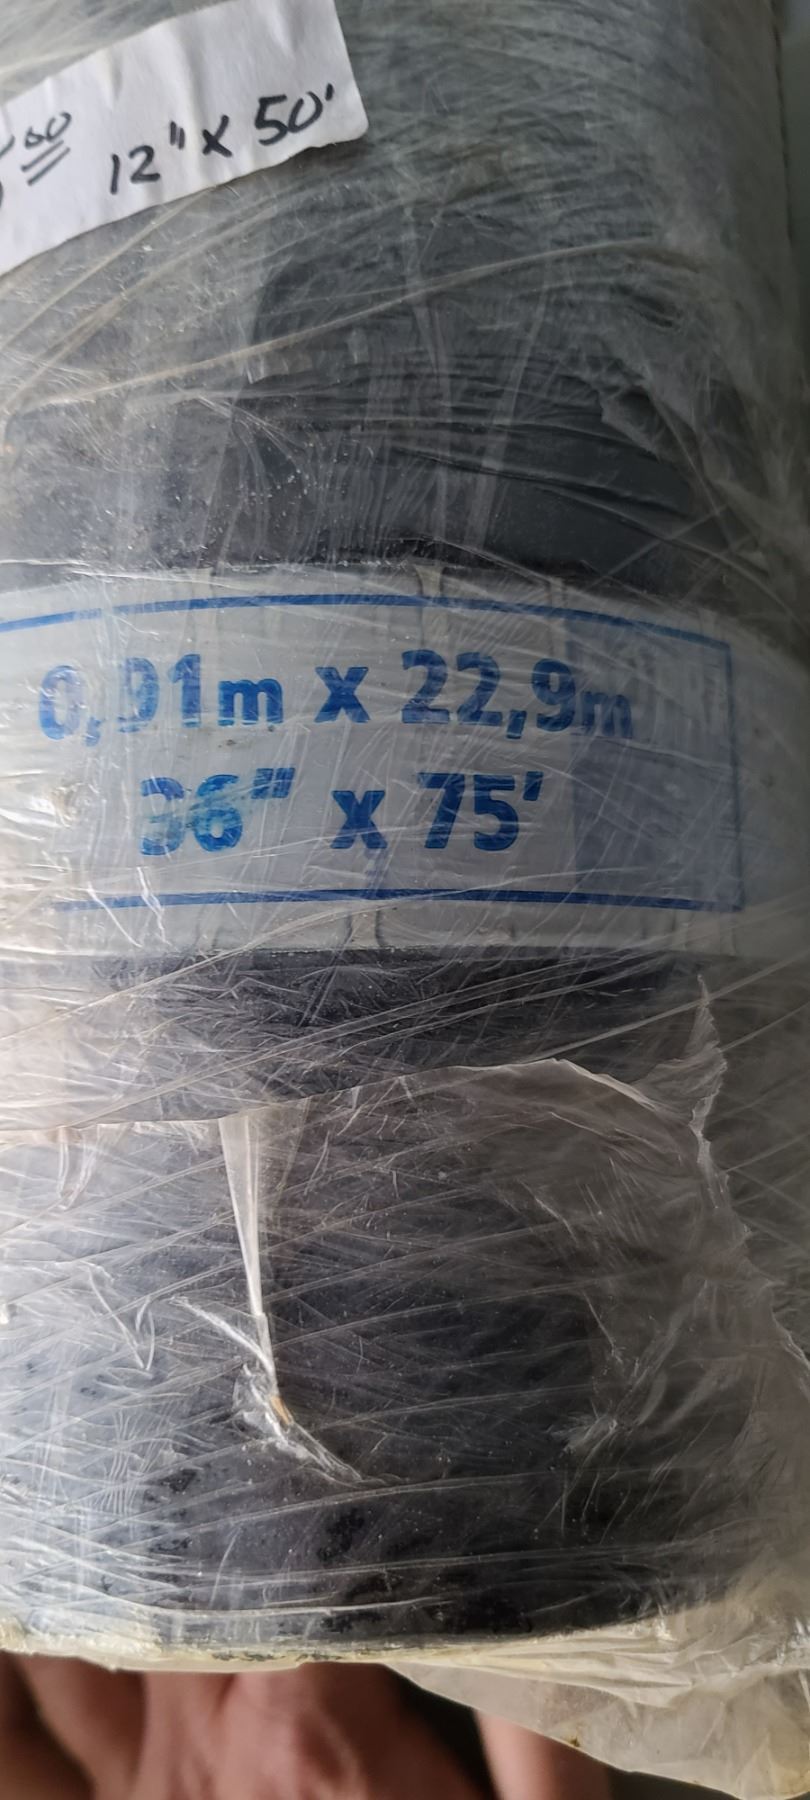 12" x 50'
0,91m x 22,9m
36" x 75'